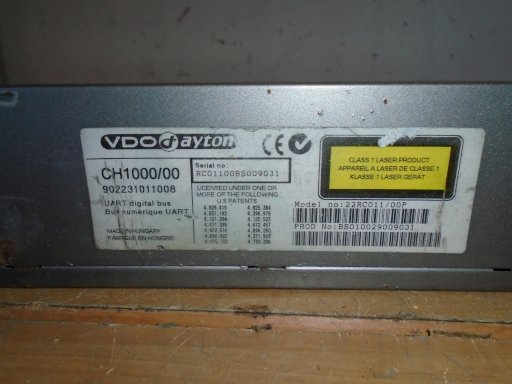 VDO dayton
CH1000/00
902231011008
UART digital bus
Bus numérique UART
MADE IN HUNGARY
FABRIQUÉ EN HONGRIE
Serial no:
RC01100BS009031
LICENSED UNDER ONE OR
MORE OF THE FOLLOWING
U.S PATENTS
CE
CLASS 1 LASER PRODUCT
APPAREIL A LASER DE CLASSE 1
KLASSE 1 LASER GERÄT
Model no:22RC011/00P
PROD No:BS010029009031